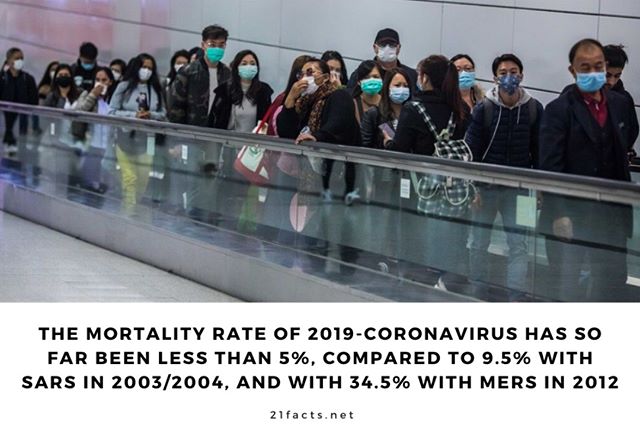 THE MORTALITY RATE OF 2019-CORONAVIRUS HAS SO
FAR BEEN LESS THAN 5%, COMPARED TO 9.5% WITH
SARS IN 2003/2004, AND WITH 34.5% WITH MERS IN 2012
21facts.net